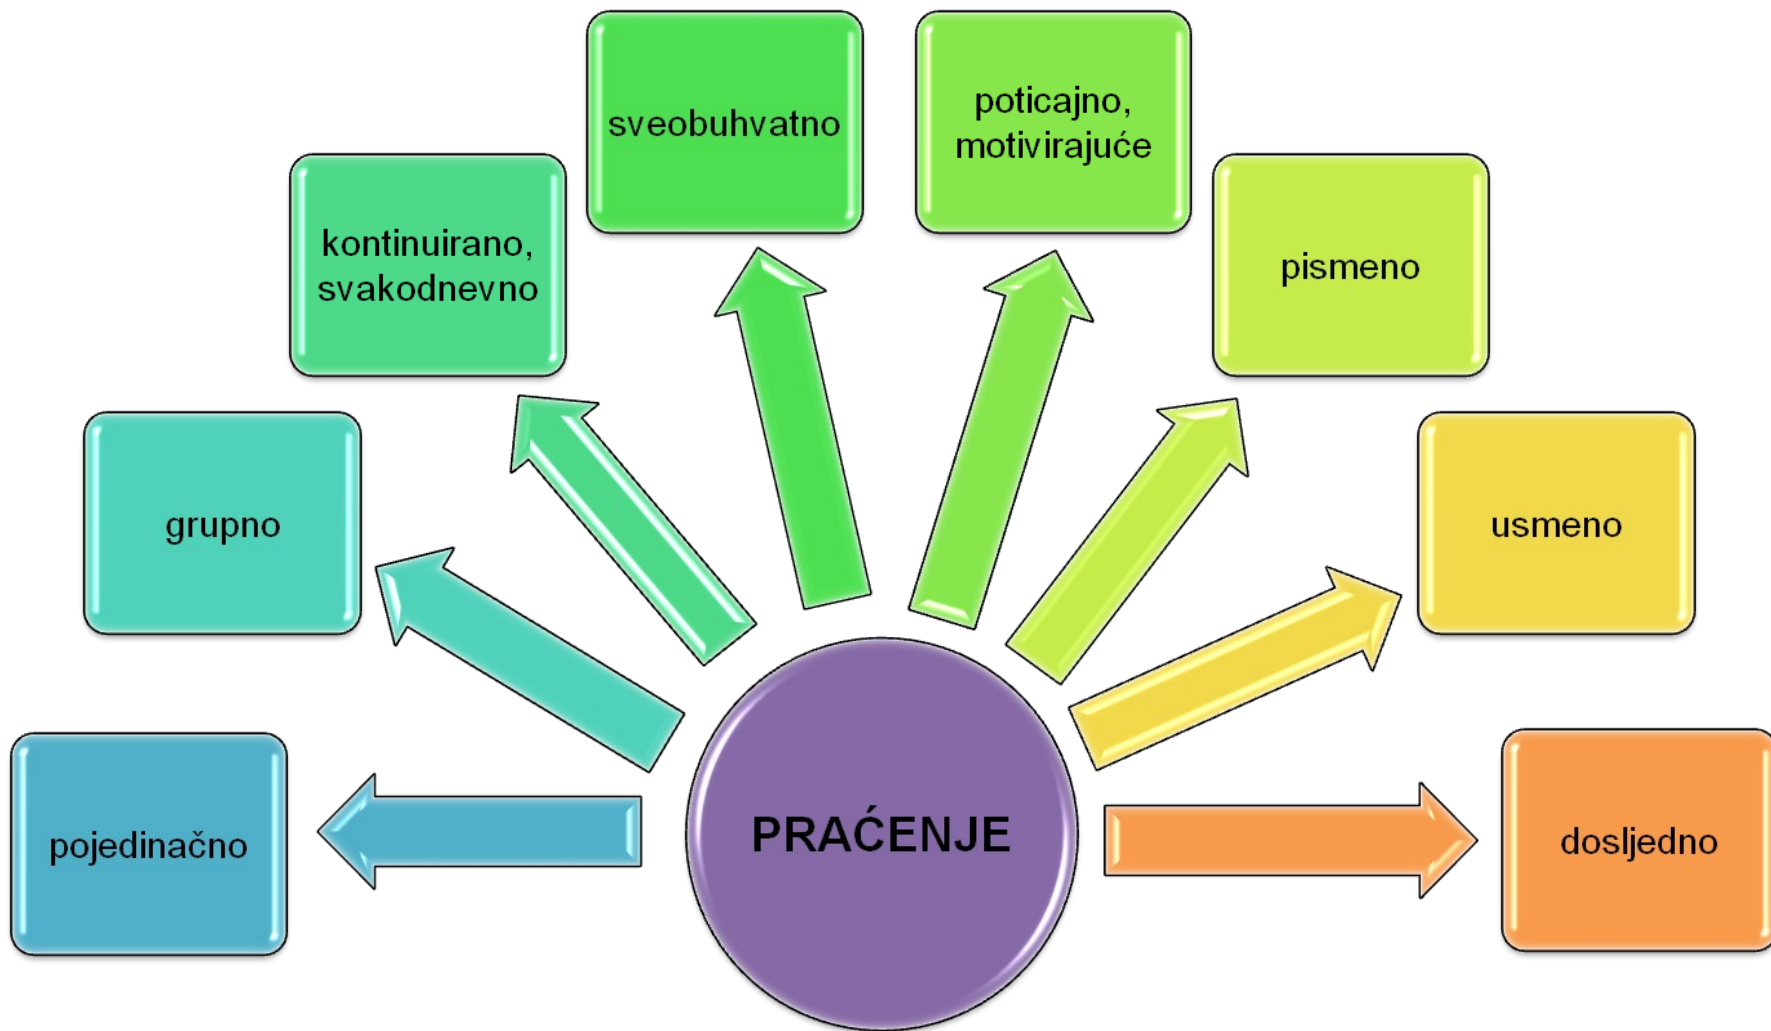 pojedinačno
grupno
kontinuirano,
svakodnevno
sveobuhvatno
poticajno,
motivirajuće
pismeno
usmeno
dosljedno
PRAĆENJE